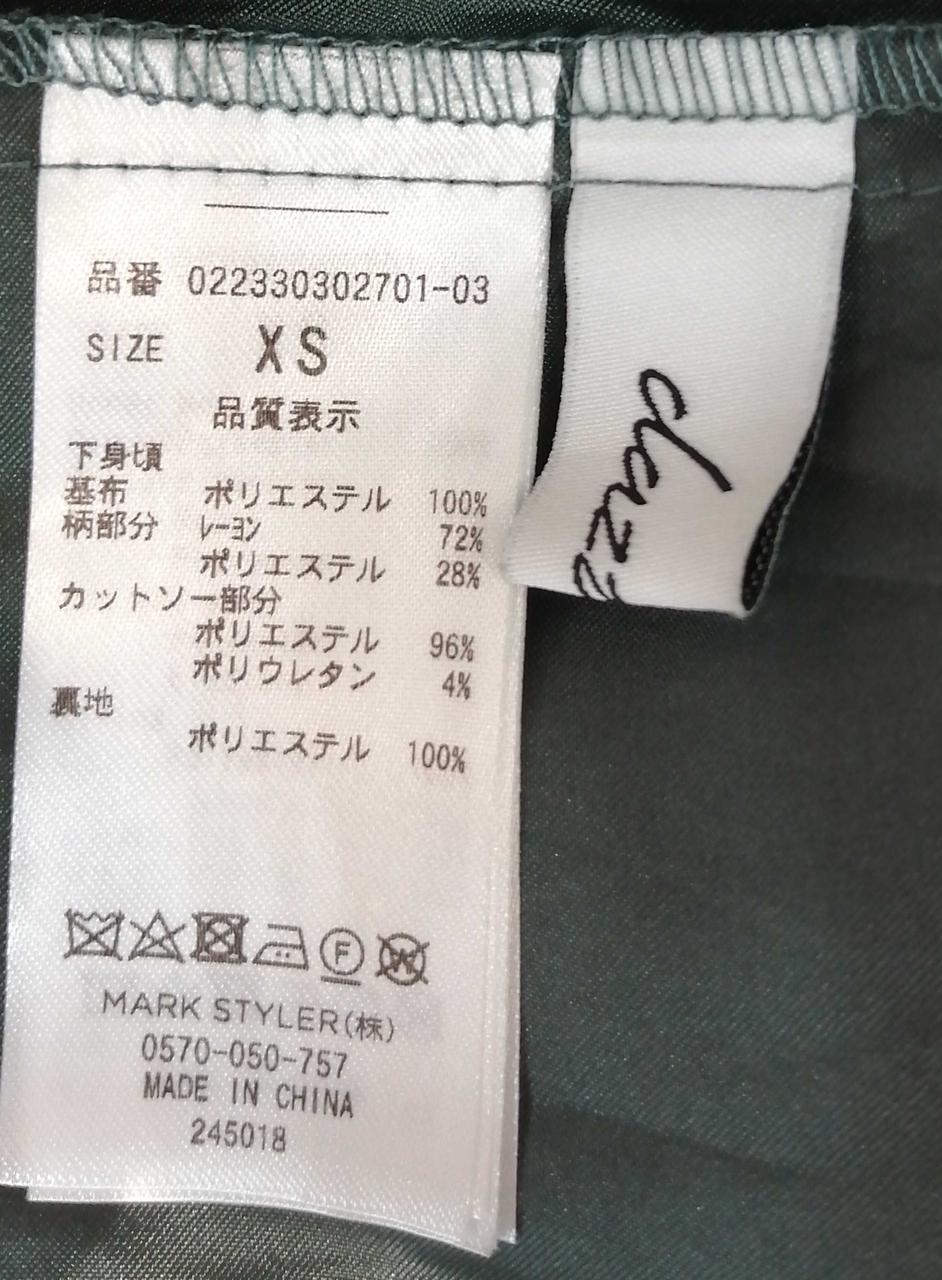 品番 022330302701-03
SIZE XS
品質表示
下身頃
基布 ポリエステル 100%
柄部分 レーヨン 72%
ポリエステル 28%
カットソー部分
ポリエステル 96%
ポリウレタン 4%
裏地
ポリエステル 100%
F
W
MARK STYLER(株)
0570-050-757
MADE IN CHINA
245018